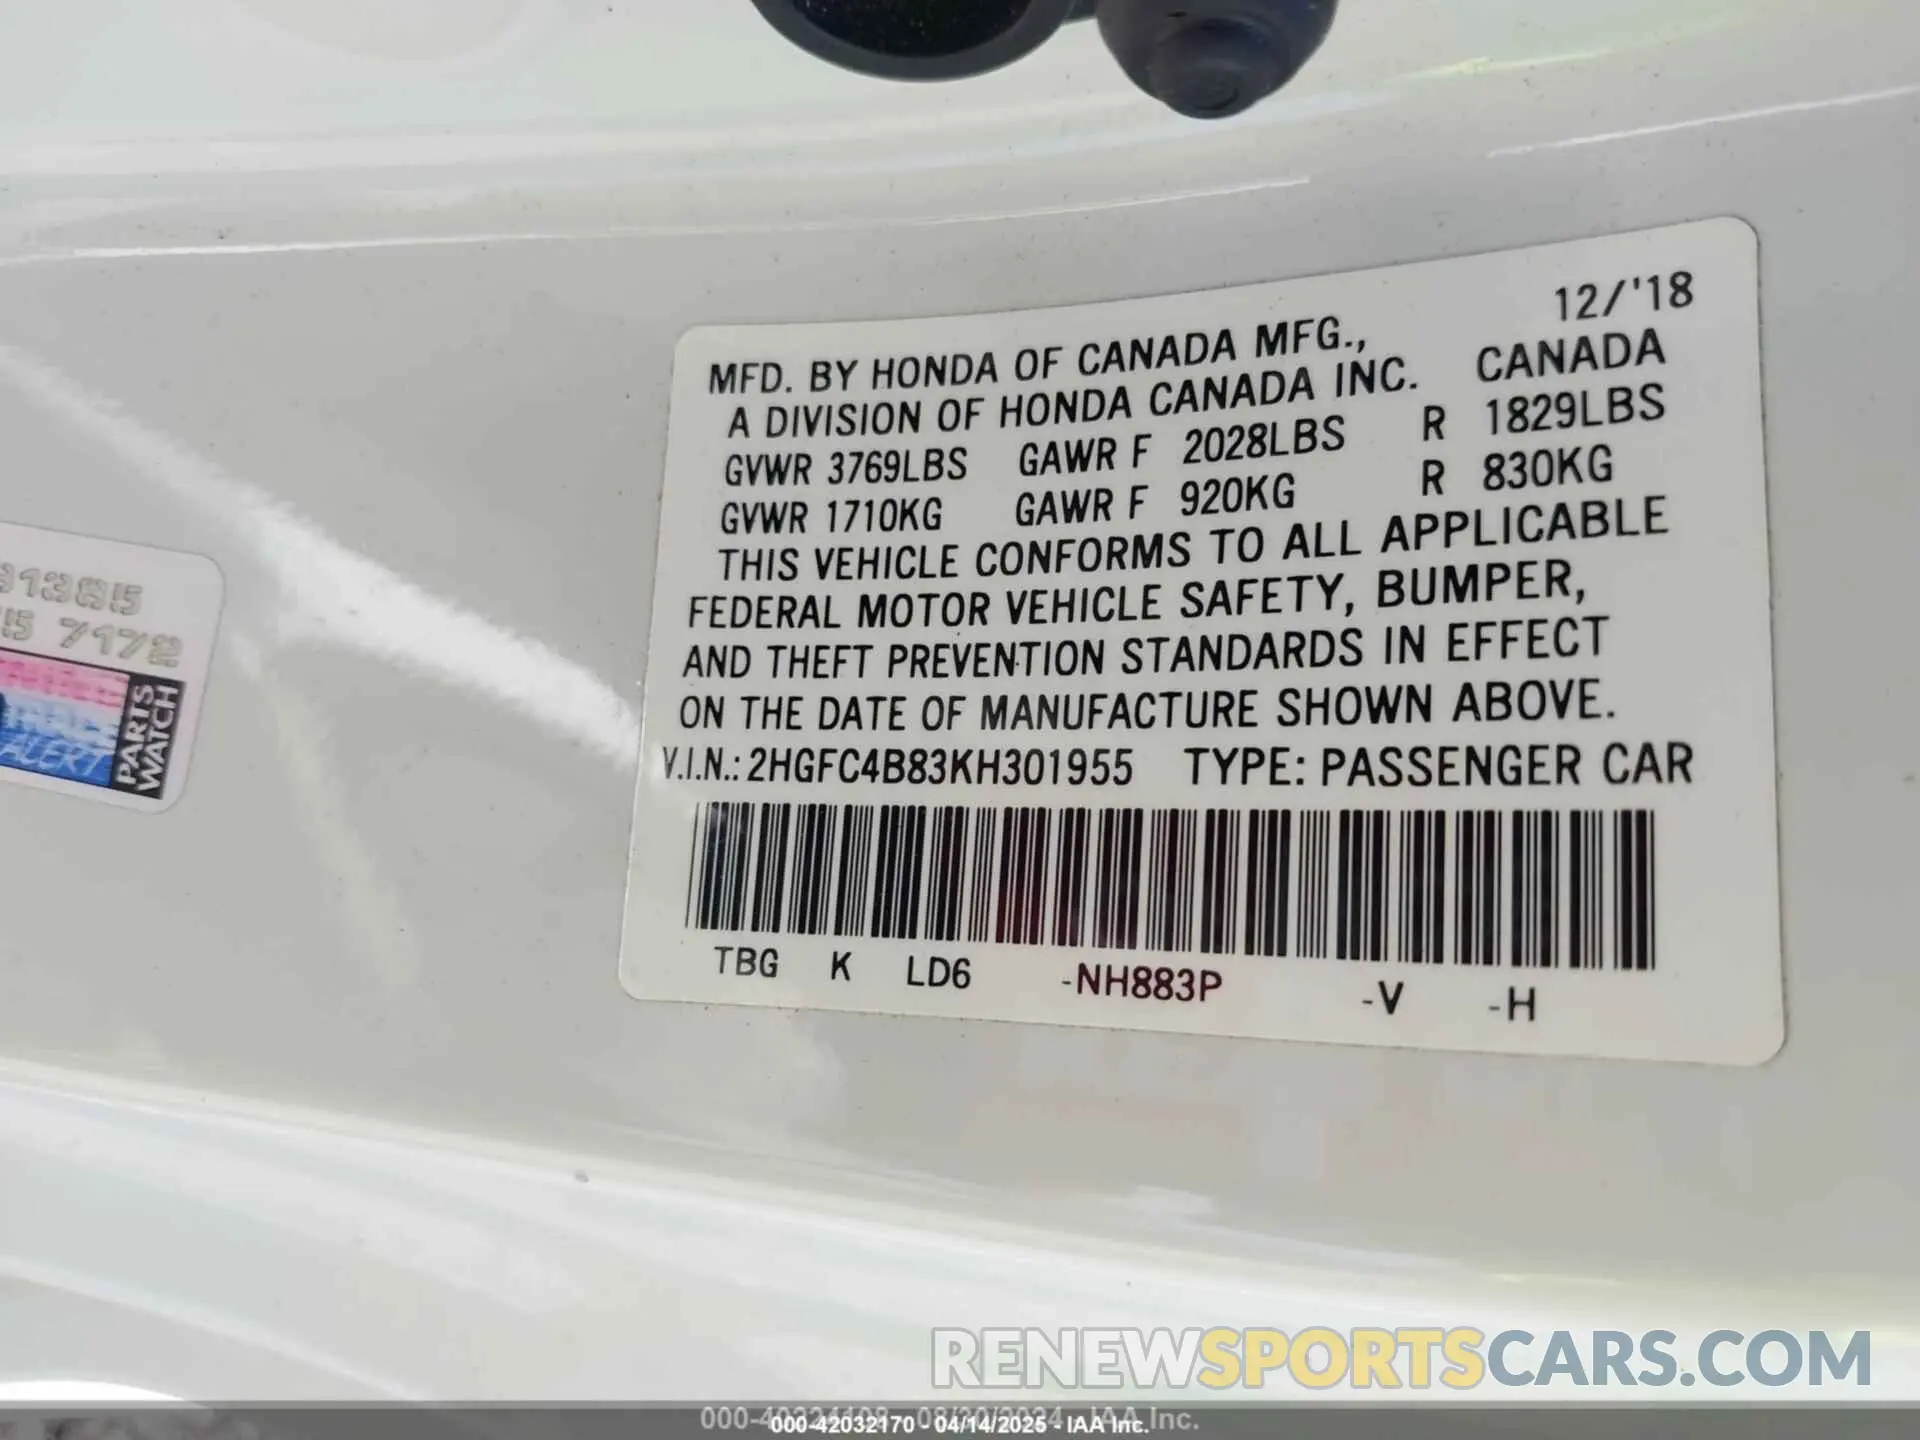 12/'18
MFD. BY HONDA OF CANADA MFG.,
A DIVISION OF HONDA CANADA INC. CANADA
GVWR 3769LBS GAWR F 2028LBS R 1829LBS
GVWR 1710KG GAWR F 920KG R 830KG
THIS VEHICLE CONFORMS TO ALL APPLICABLE
FEDERAL MOTOR VEHICLE SAFETY, BUMPER,
AND THEFT PREVENTION STANDARDS IN EFFECT
ON THE DATE OF MANUFACTURE SHOWN ABOVE.
V.I.N.: 2HGFC4B83KH301955 TYPE: PASSENGER CAR
TBG K LD6 -NH883P -V -H
7172
ALERT
PARTS
WATCH
RENEWSPORTSCARS.COM
000-42032170 - 04/14/2025 - IAA Inc.